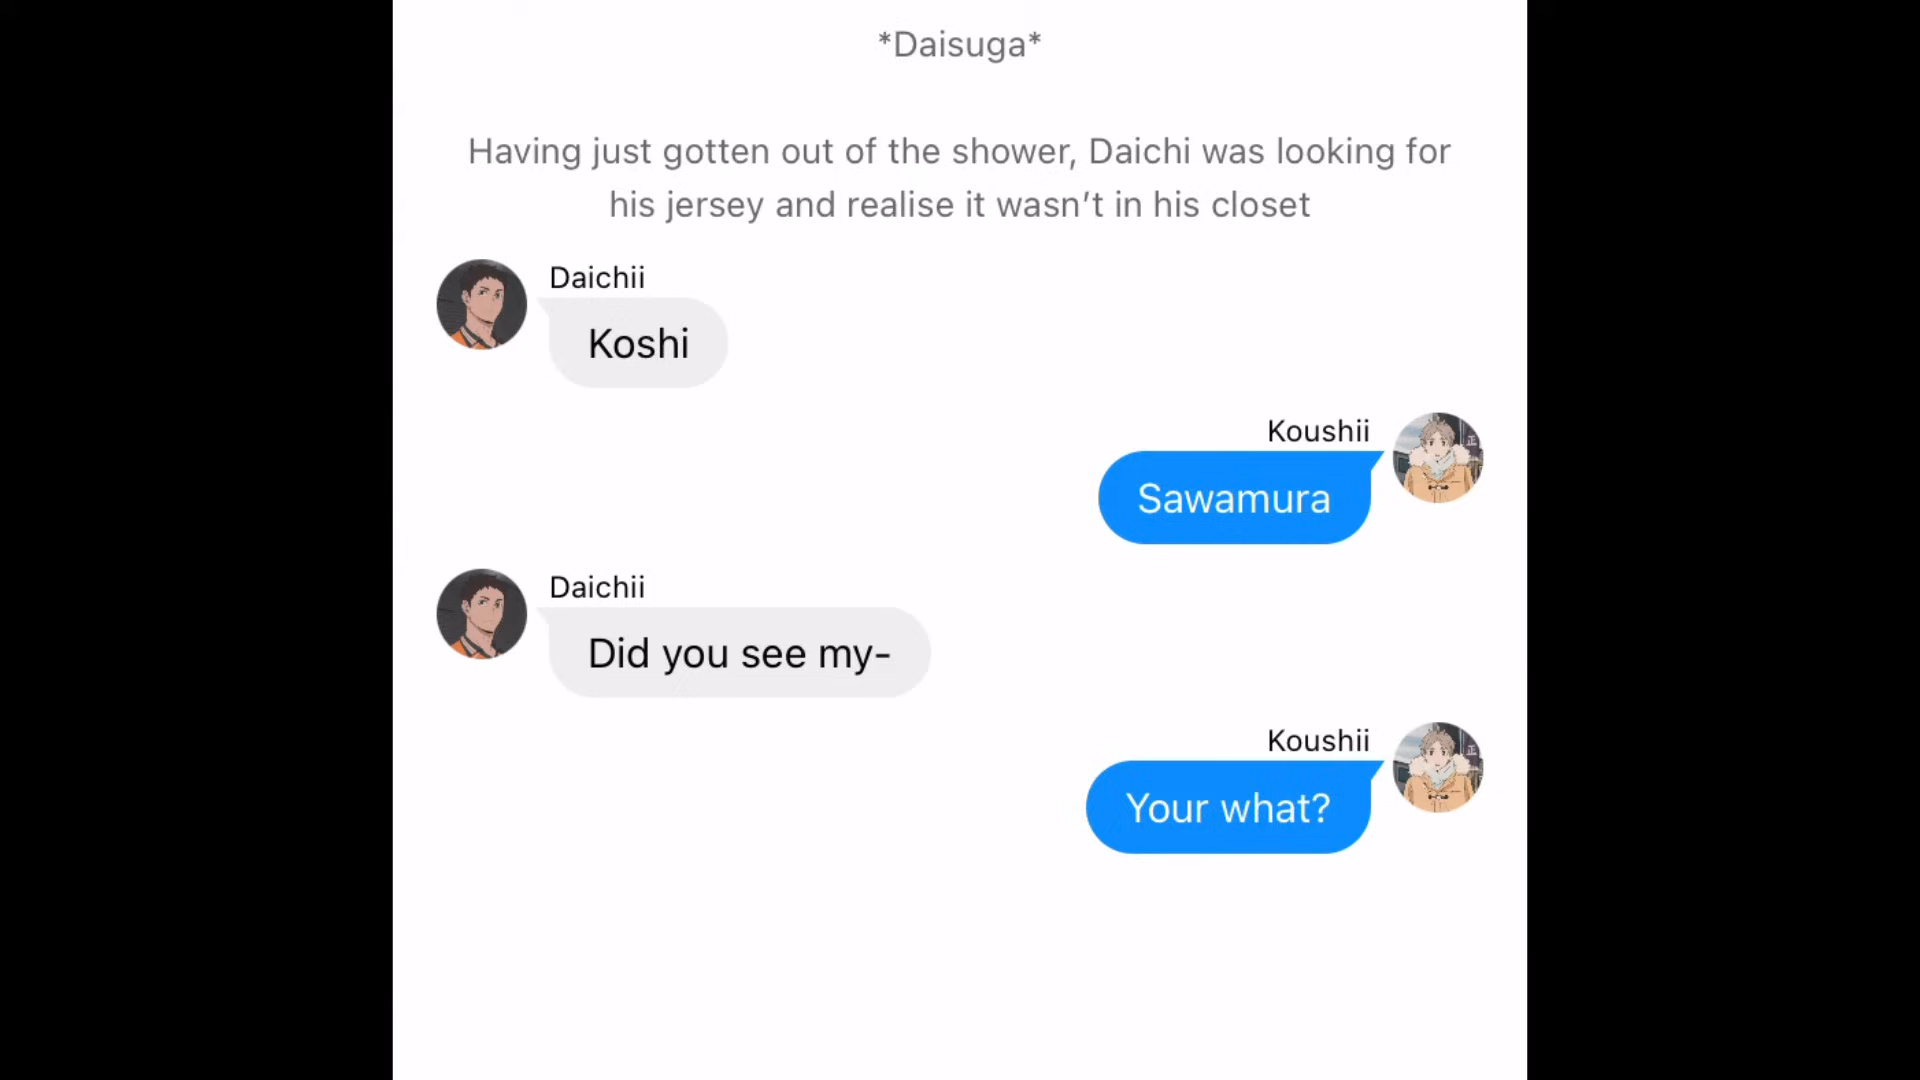 *Daisuga*
Having just gotten out of the shower, Daichi was looking for
his jersey and realise it wasn’t in his closet
Daichii
Koshi
Koushii
Sawamura
Daichii
Did you see my-
Koushii
Your what?